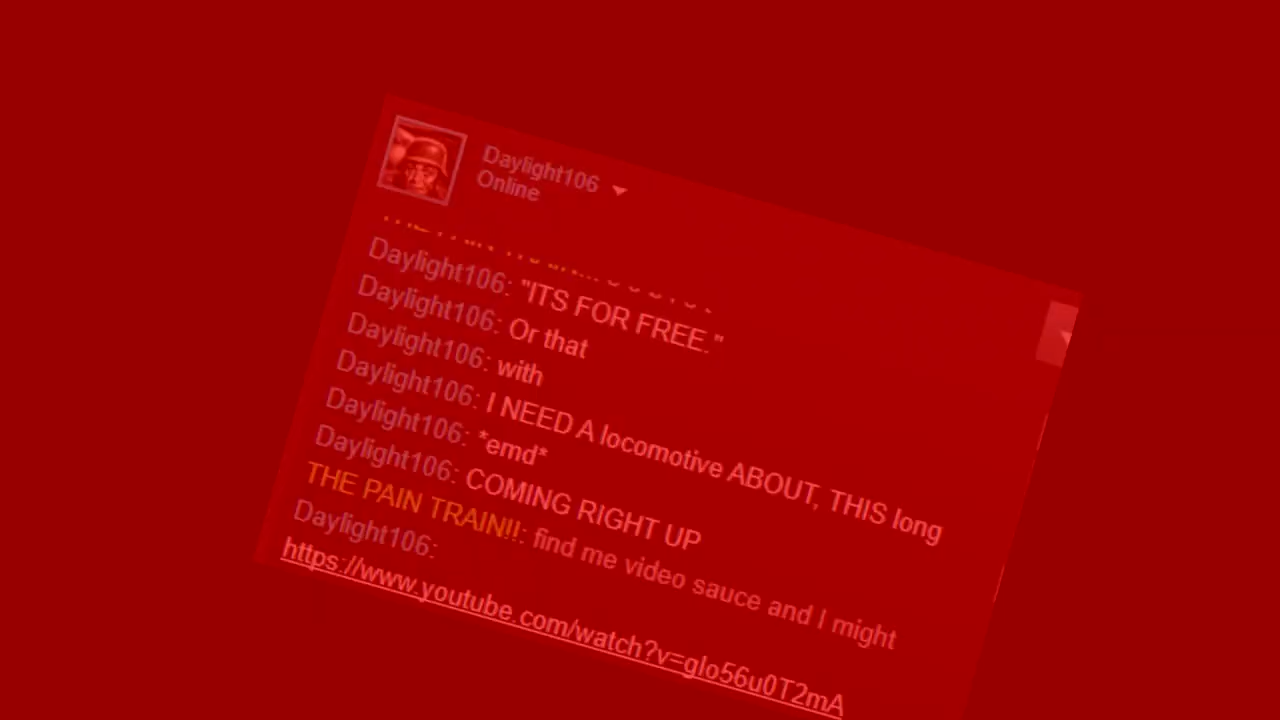 Daylight106
Online
Daylight106: "ITS FOR FREE."
Daylight106: Or that
Daylight106: with
Daylight106: I NEED A locomotive ABOUT, THIS long
Daylight106: *emd*
Daylight106: COMING RIGHT UP
THE PAIN TRAIN!!: find me video sauce and I might
Daylight106:
https://www.youtube.com/watch?v=glo56u0T2mA